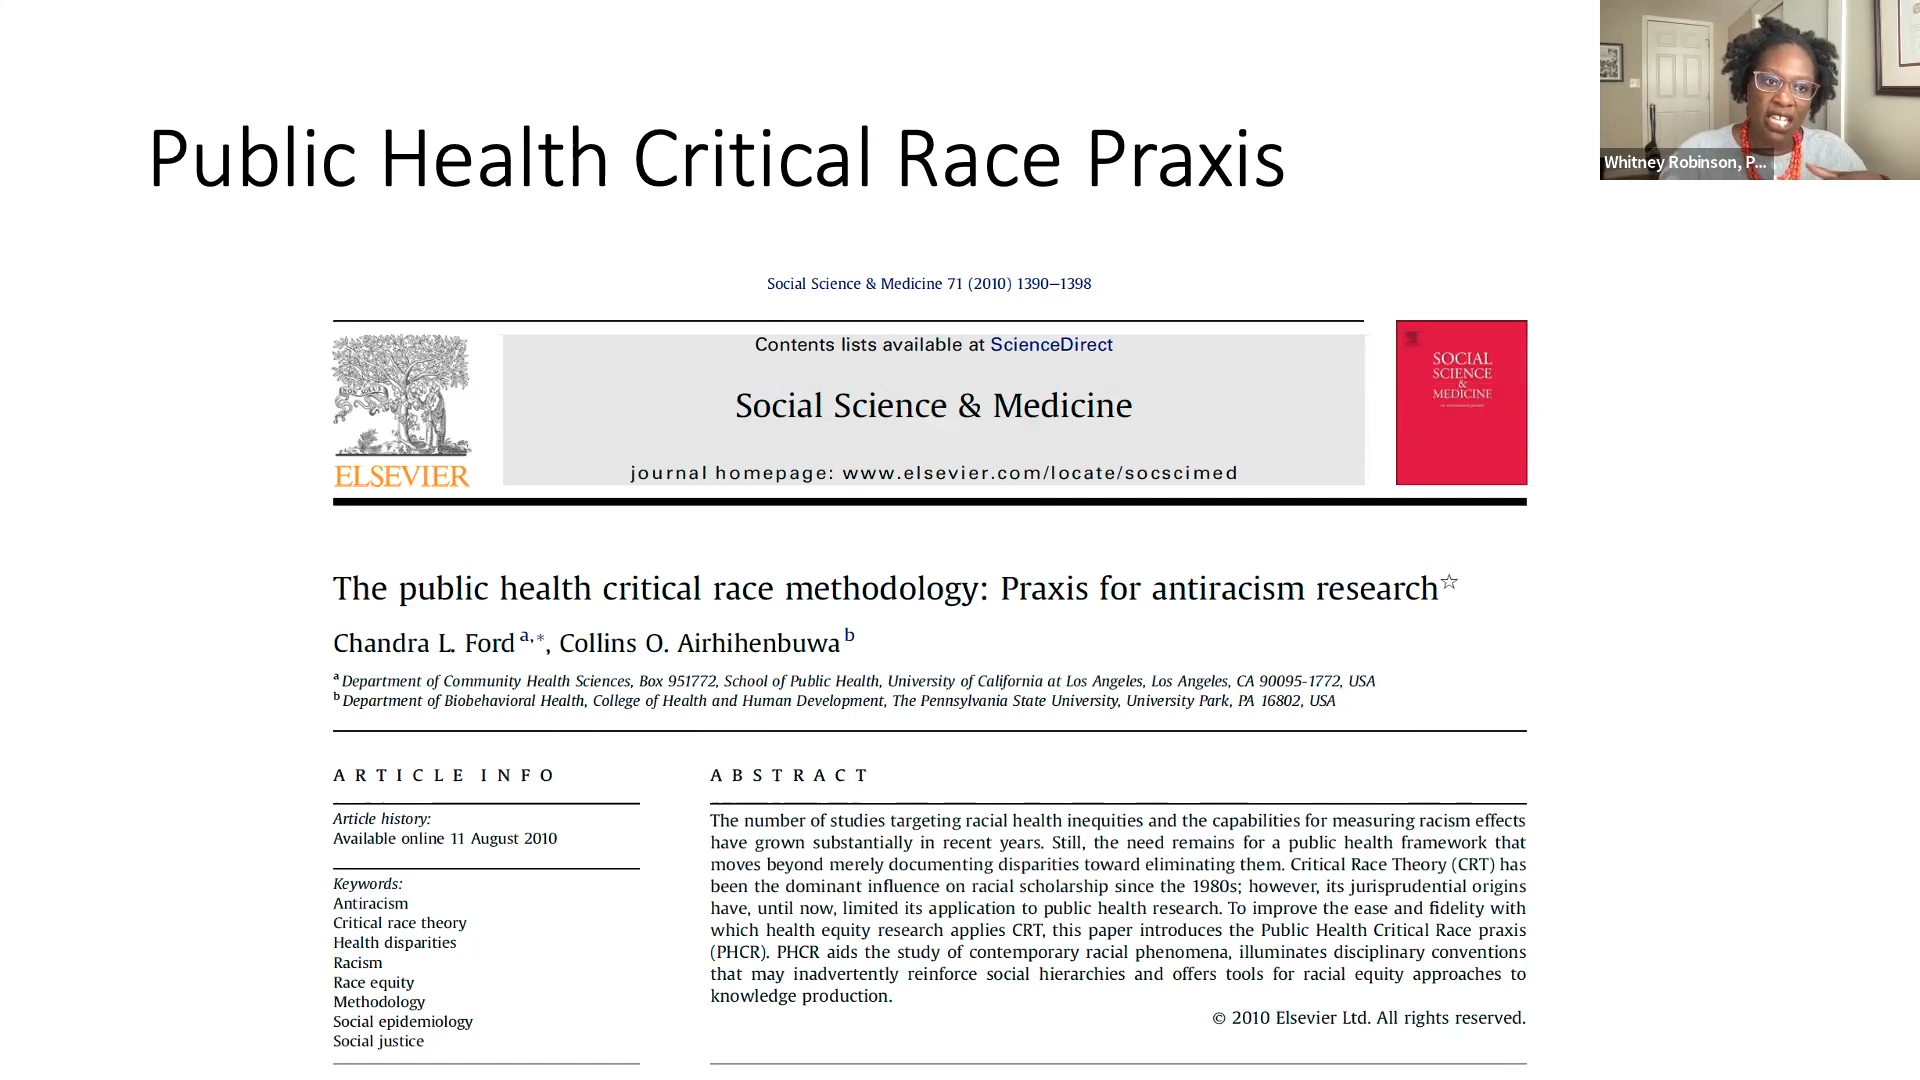 Public Health Critical Race Praxis
Whitney Robinson, P...
Social Science & Medicine 71 (2010) 1390–1398
Contents lists available at ScienceDirect
Social Science & Medicine
journal homepage: www.elsevier.com/locate/socscimed
ELSEVIER
SOCIAL
SCIENCE
&
MEDICINE
The public health critical race methodology: Praxis for antiracism research☆
Chandra L. Ford a,*, Collins O. Airhihenbuwa b
a Department of Community Health Sciences, Box 951772, School of Public Health, University of California at Los Angeles, Los Angeles, CA 90095-1772, USA
b Department of Biobehavioral Health, College of Health and Human Development, The Pennsylvania State University, University Park, PA 16802, USA
ARTICLE INFO
Article history:
Available online 11 August 2010
Keywords:
Antiracism
Critical race theory
Health disparities
Racism
Race equity
Methodology
Social epidemiology
Social justice
ABSTRACT
The number of studies targeting racial health inequities and the capabilities for measuring racism effects
have grown substantially in recent years. Still, the need remains for a public health framework that
moves beyond merely documenting disparities toward eliminating them. Critical Race Theory (CRT) has
been the dominant influence on racial scholarship since the 1980s; however, its jurisprudential origins
have, until now, limited its application to public health research. To improve the ease and fidelity with
which health equity research applies CRT, this paper introduces the Public Health Critical Race praxis
(PHCR). PHCR aids the study of contemporary racial phenomena, illuminates disciplinary conventions
that may inadvertently reinforce social hierarchies and offers tools for racial equity approaches to
knowledge production.
© 2010 Elsevier Ltd. All rights reserved.